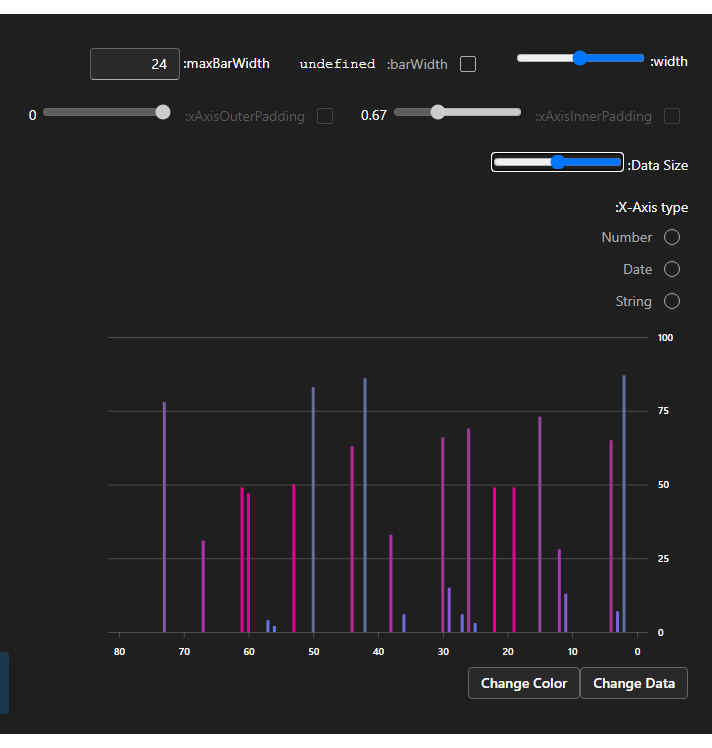 width:
barWidth: undefined
maxBarWidth: 24
xAxisInnerPadding: 0.67
xAxisOuterPadding: 0
Data Size:
X-Axis type:
Number
Date
String
100
75
50
25
0
80 70 60 50 40 30 20 10 0
Change Color Change Data